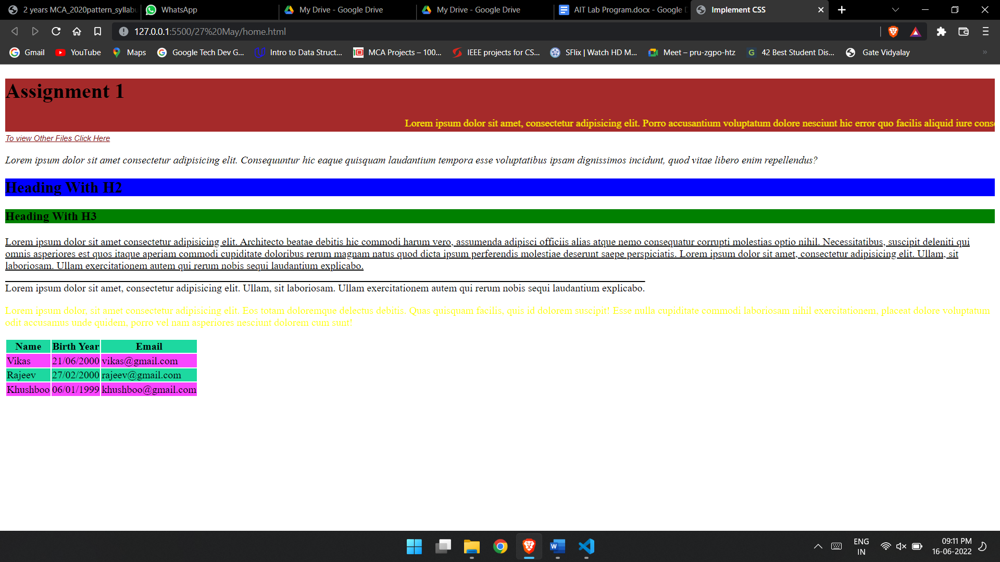 2 years MCA_2020pattern_syllabu
WhatsApp
My Drive - Google Drive
My Drive - Google Drive
AIT Lab Program.docx - Google D
Implement CSS
127.0.0.1:5500/27%20May/home.html
Gmail
YouTube
Maps
Google Tech Dev G...
Intro to Data Struct...
MCA Projects – 100...
IEEE projects for CS...
SFlix | Watch HD M...
Meet – pru-zgpo-htz
42 Best Student Dis...
Gate Vidyalay
Assignment 1
Lorem ipsum dolor sit amet, consectetur adipisicing elit. Porro accusantium voluptatum dolore nesciunt hic error quo facilis aliquid iure conse
To view Other Files Click Here
Lorem ipsum dolor sit amet consectetur adipisicing elit. Consequuntur hic eaque quisquam laudantium tempora esse voluptatibus ipsam dignissimos incidunt, quod vitae libero enim repellendus?
Heading With H2
Heading With H3
Lorem ipsum dolor sit amet consectetur adipisicing elit. Architecto beatae debitis hic commodi harum vero, assumenda adipisci officiis alias atque nemo consequatur corrupti molestias optio nihil. Necessitatibus, suscipit deleniti qui
omnis asperiores est quos itaque aperiam commodi cupiditate doloribus rerum magnam natus quod dicta ipsum perferendis molestiae deserunt saepe perspiciatis. Lorem ipsum dolor sit amet, consectetur adipisicing elit. Ullam, sit
laboriosam. Ullam exercitationem autem qui rerum nobis sequi laudantium explicabo.
Lorem ipsum dolor sit amet, consectetur adipisicing elit. Ullam, sit laboriosam. Ullam exercitationem autem qui rerum nobis sequi laudantium explicabo.
Lorem ipsum dolor, sit amet consectetur adipisicing elit. Eos totam doloremque delectus debitis. Quas quisquam facilis, quis id dolorem suscipit! Esse nulla cupiditate commodi laboriosam nihil exercitationem, placeat dolore voluptatum
odit accusamus unde quidem, porro vel nam asperiores nesciunt dolorem cum sunt!
Name Birth Year Email
Vikas 21/06/2000 vikas@gmail.com
Rajeev 27/02/2000 rajeev@gmail.com
Khushboo 06/01/1999 khushboo@gmail.com
ENG
IN
09:11 PM
16-06-2022